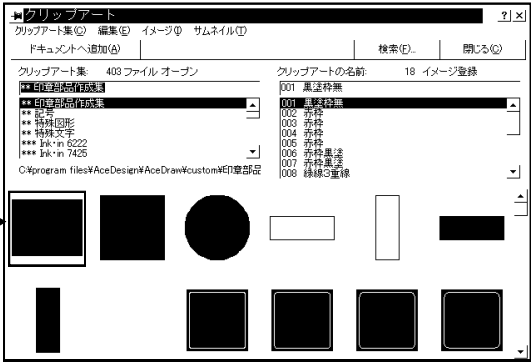 クリップアート
クリップアート集(C) 編集(E) イメージ(I) サムネイル(T)
ドキュメントへ追加(A) 検索(F)... 閉じる(C)
クリップアート集: 403 ファイル オープン クリップアートの名前: 18 イメージ登録
** 印章部品作成集 001 黒塗枠無
** 印章部品作成集 001 黒塗枠無
** 記号 002 赤枠
** 特殊図形 003 赤枠
** 特殊文字 004 赤枠
*** Ink・in 6222 005 赤枠
*** Ink・in 7425 006 赤枠黒塗
007 赤枠黒塗
C:¥program files¥AceDesign¥AceDraw¥custom¥印章部品 008 緑線3重線